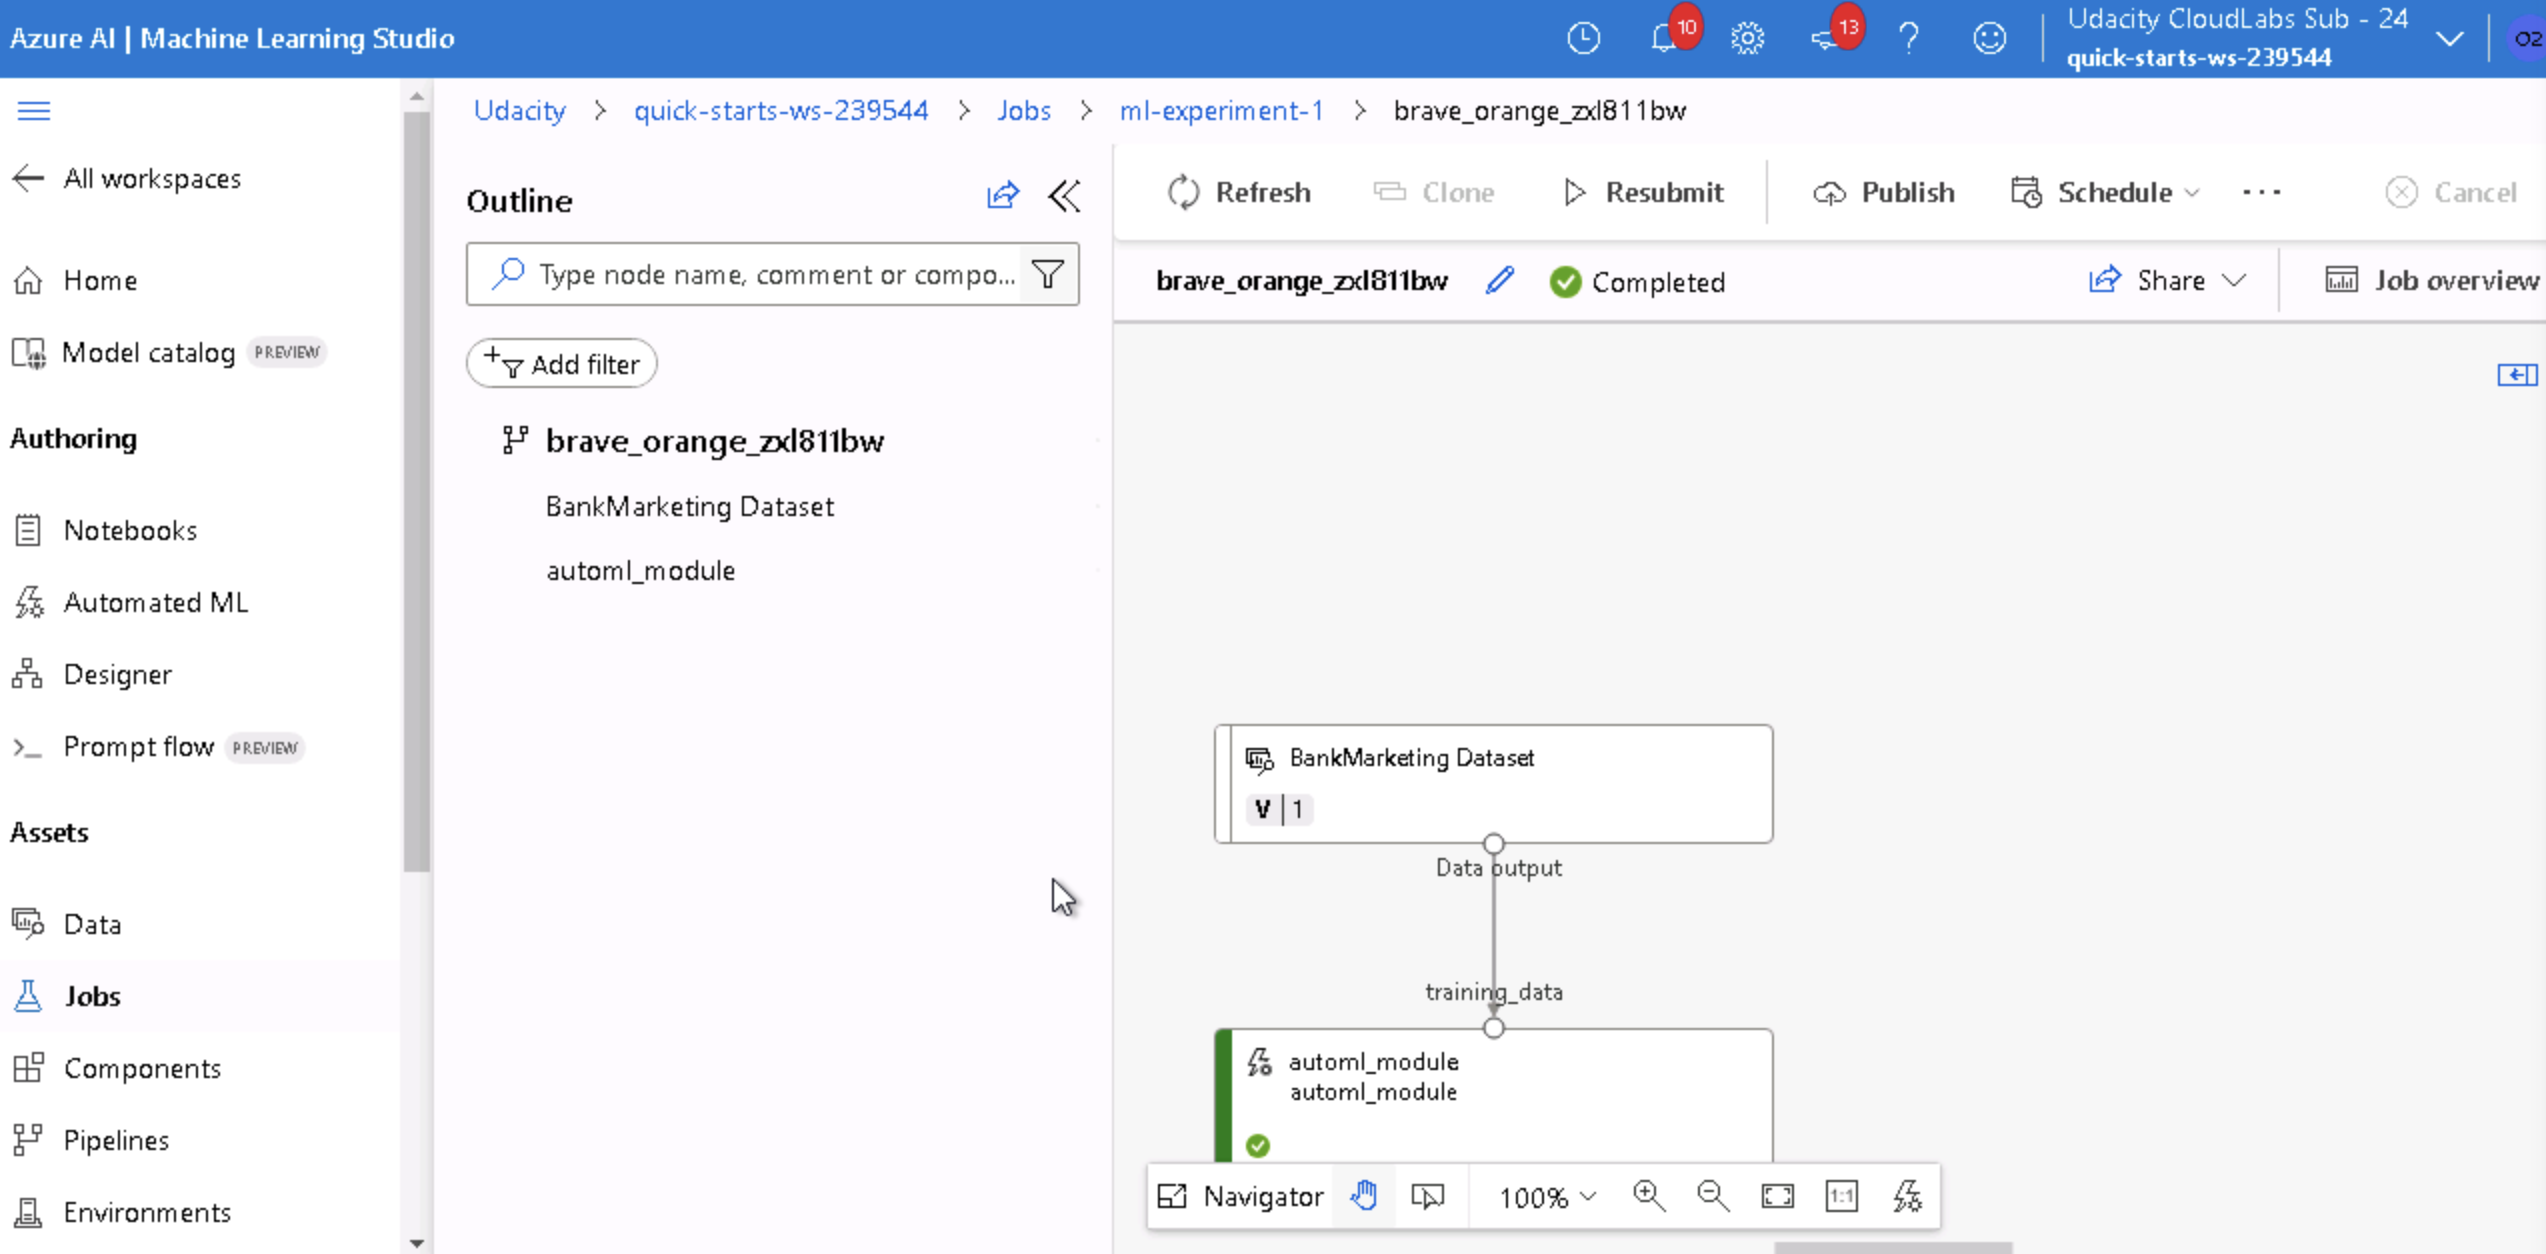 Azure AI | Machine Learning Studio
10
13
Udacity CloudLabs Sub - 24
quick-starts-ws-239544
O2
All workspaces
Home
Model catalog PREVIEW
Authoring
Notebooks
Automated ML
Designer
Prompt flow PREVIEW
Assets
Data
Jobs
Components
Pipelines
Environments
Udacity > quick-starts-ws-239544 > Jobs > ml-experiment-1 > brave_orange_zxl811bw
Outline
Type node name, comment or compo...
Add filter
brave_orange_zxl811bw
BankMarketing Dataset
automl_module
Refresh Clone Resubmit Publish Schedule ··· Cancel
brave_orange_zxl811bw Completed Share Job overview
BankMarketing Dataset
V | 1
Data output
training_data
automl_module
automl_module
Navigator 100% 1:1